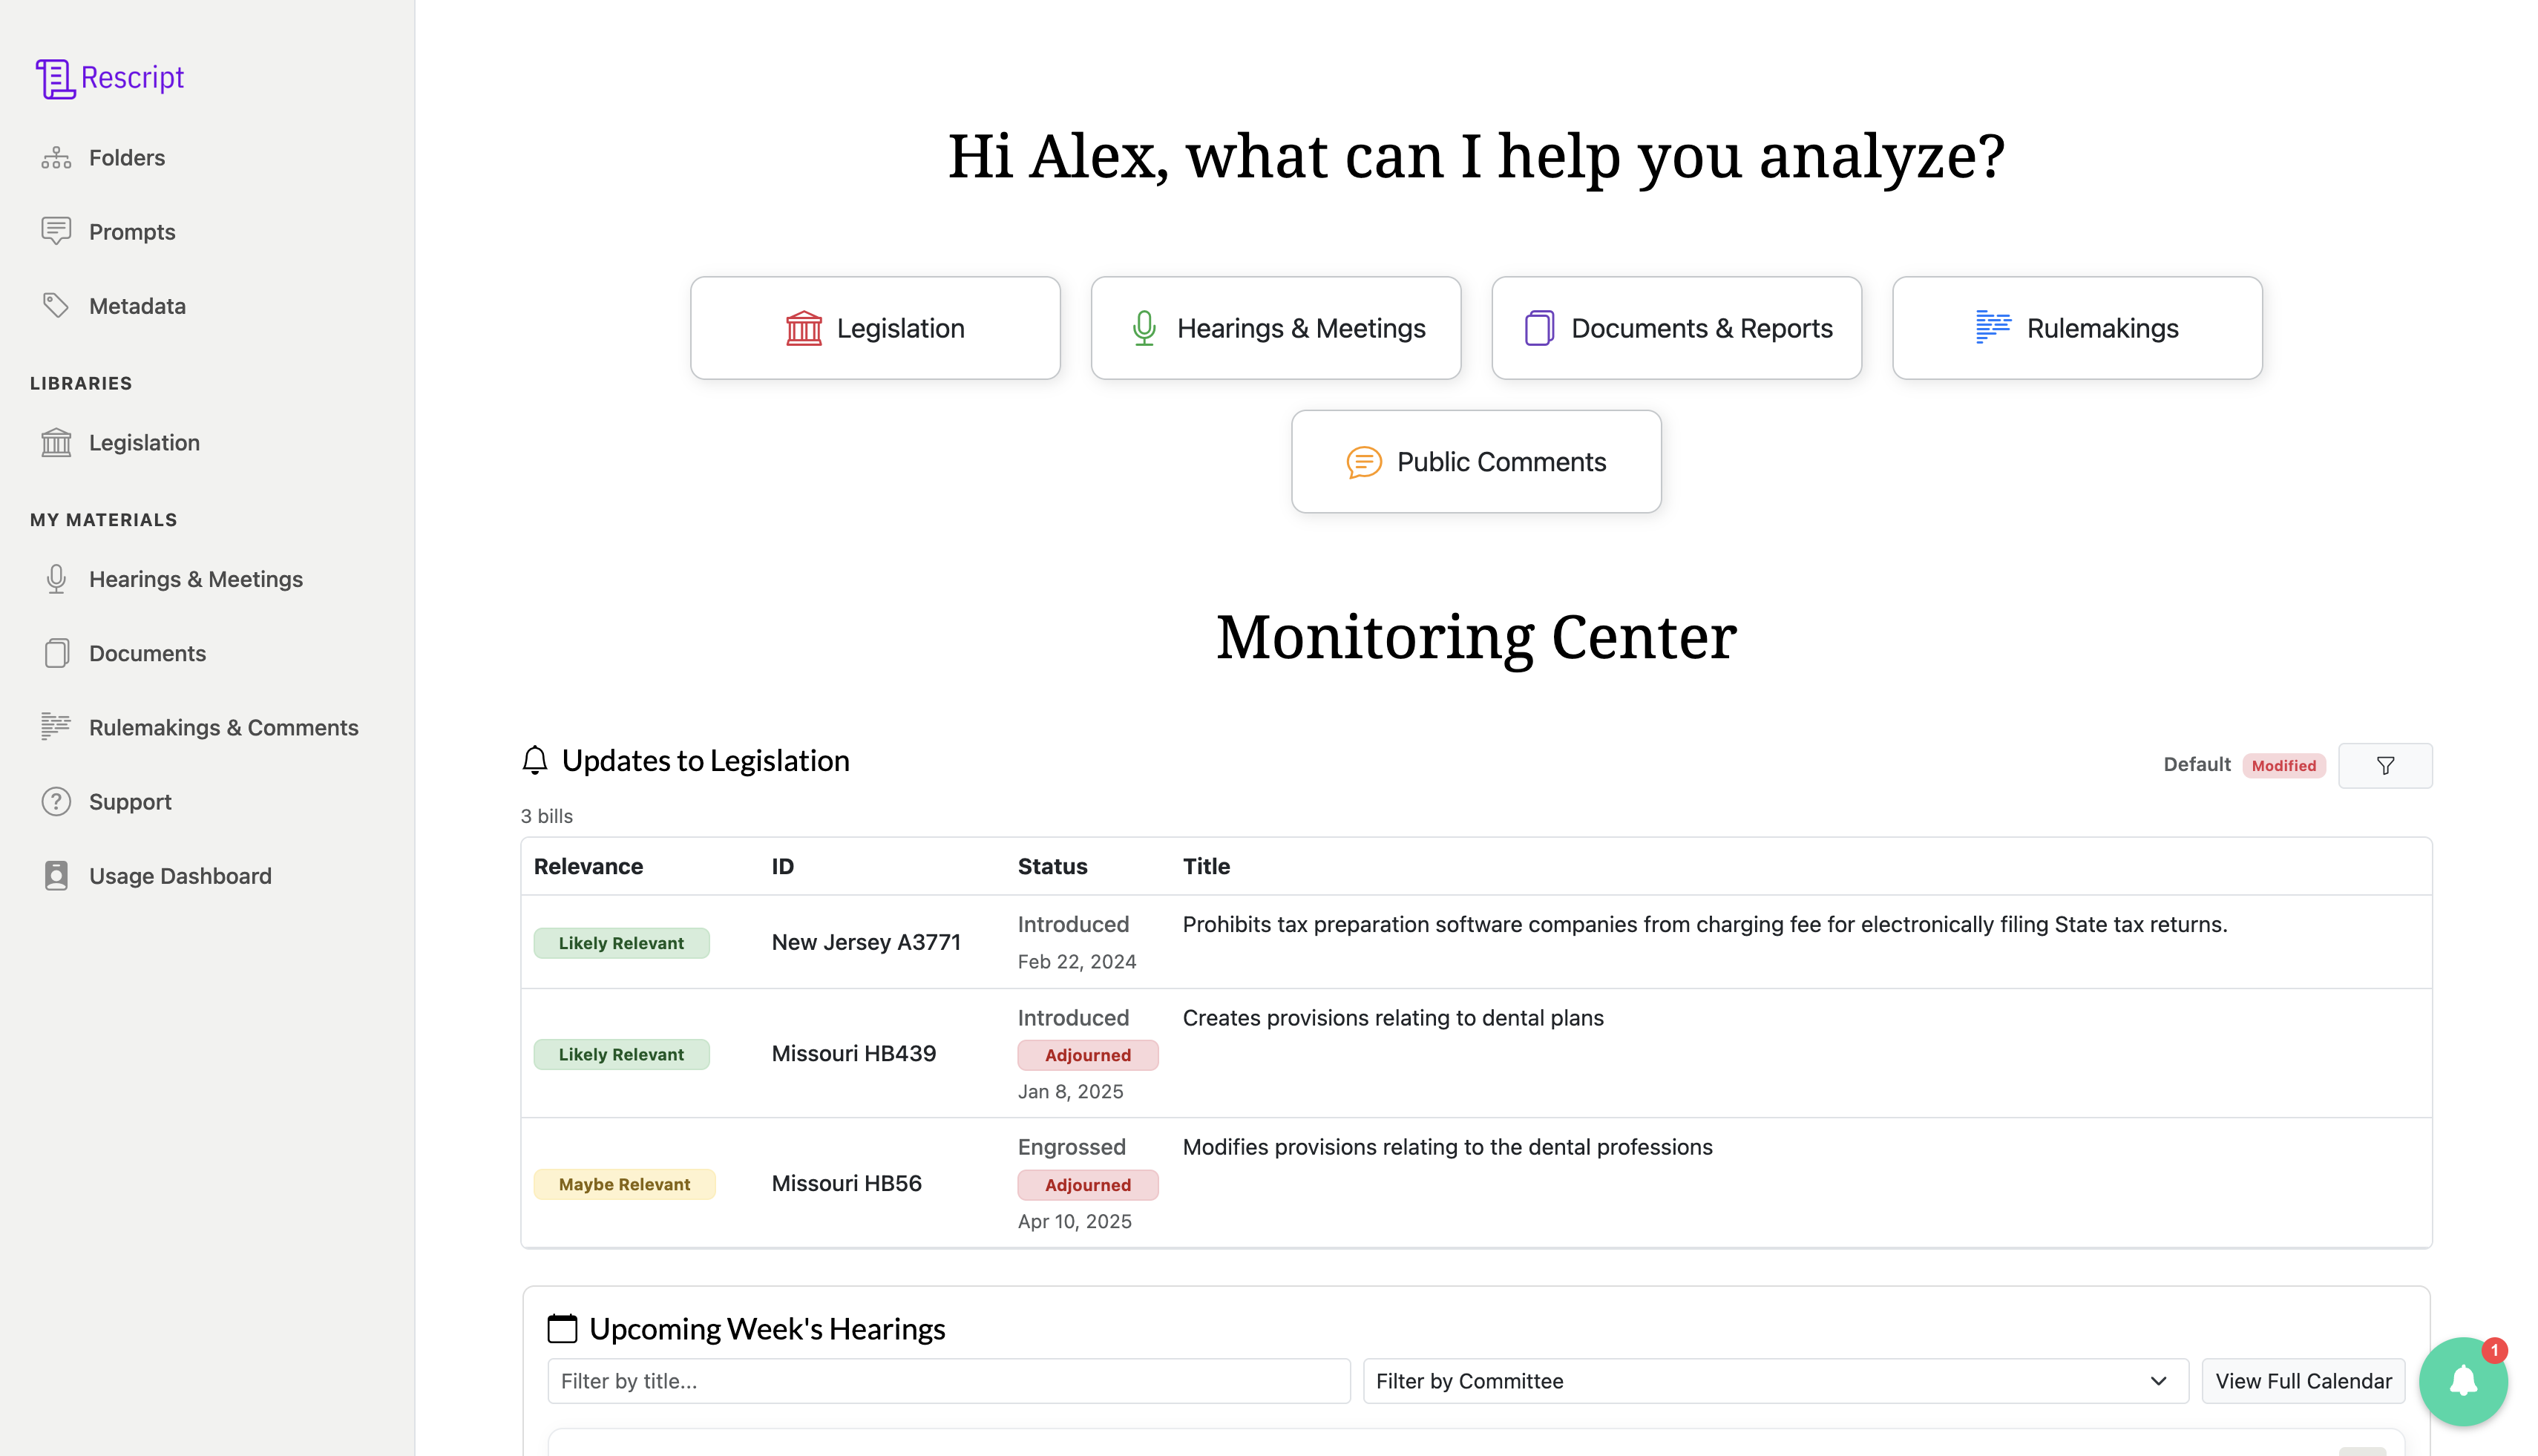 Rescript
Folders
Prompts
Metadata
LIBRARIES
Legislation
MY MATERIALS
Hearings & Meetings
Documents
Rulemakings & Comments
Support
Usage Dashboard
Hi Alex, what can I help you analyze?
Legislation
Hearings & Meetings
Documents & Reports
Rulemakings
Public Comments
Monitoring Center
Updates to Legislation
Default Modified
3 bills
Relevance ID Status Title
Likely Relevant New Jersey A3771 Introduced Prohibits tax preparation software companies from charging fee for electronically filing State tax returns.
Feb 22, 2024
Likely Relevant Missouri HB439 Introduced Creates provisions relating to dental plans
Adjourned
Jan 8, 2025
Maybe Relevant Missouri HB56 Engrossed Modifies provisions relating to the dental professions
Adjourned
Apr 10, 2025
Upcoming Week's Hearings
Filter by title...
Filter by Committee
View Full Calendar
1